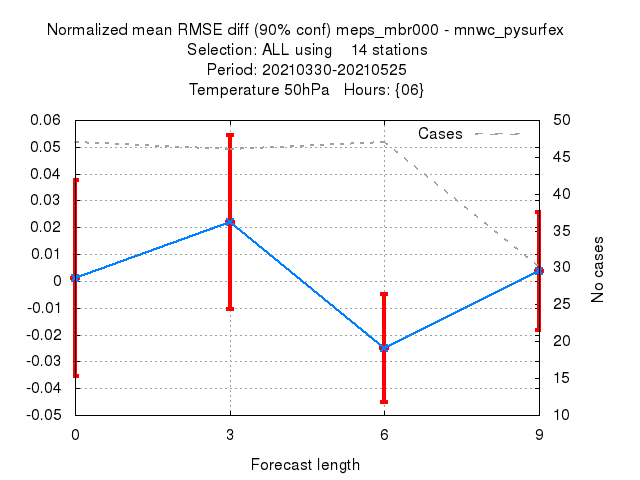 Normalized mean RMSE diff (90% conf) meps_mbr000 - mnwc_pysurfex
Selection: ALL using    14 stations
Period: 20210330-20210525
Temperature 50hPa   Hours: {06}
Cases
0.06
0.05
0.04
0.03
0.02
0.01
0
-0.01
-0.02
-0.03
-0.04
-0.05
50
45
40
35
30
25
20
15
10
No cases
0 3 6 9
Forecast length